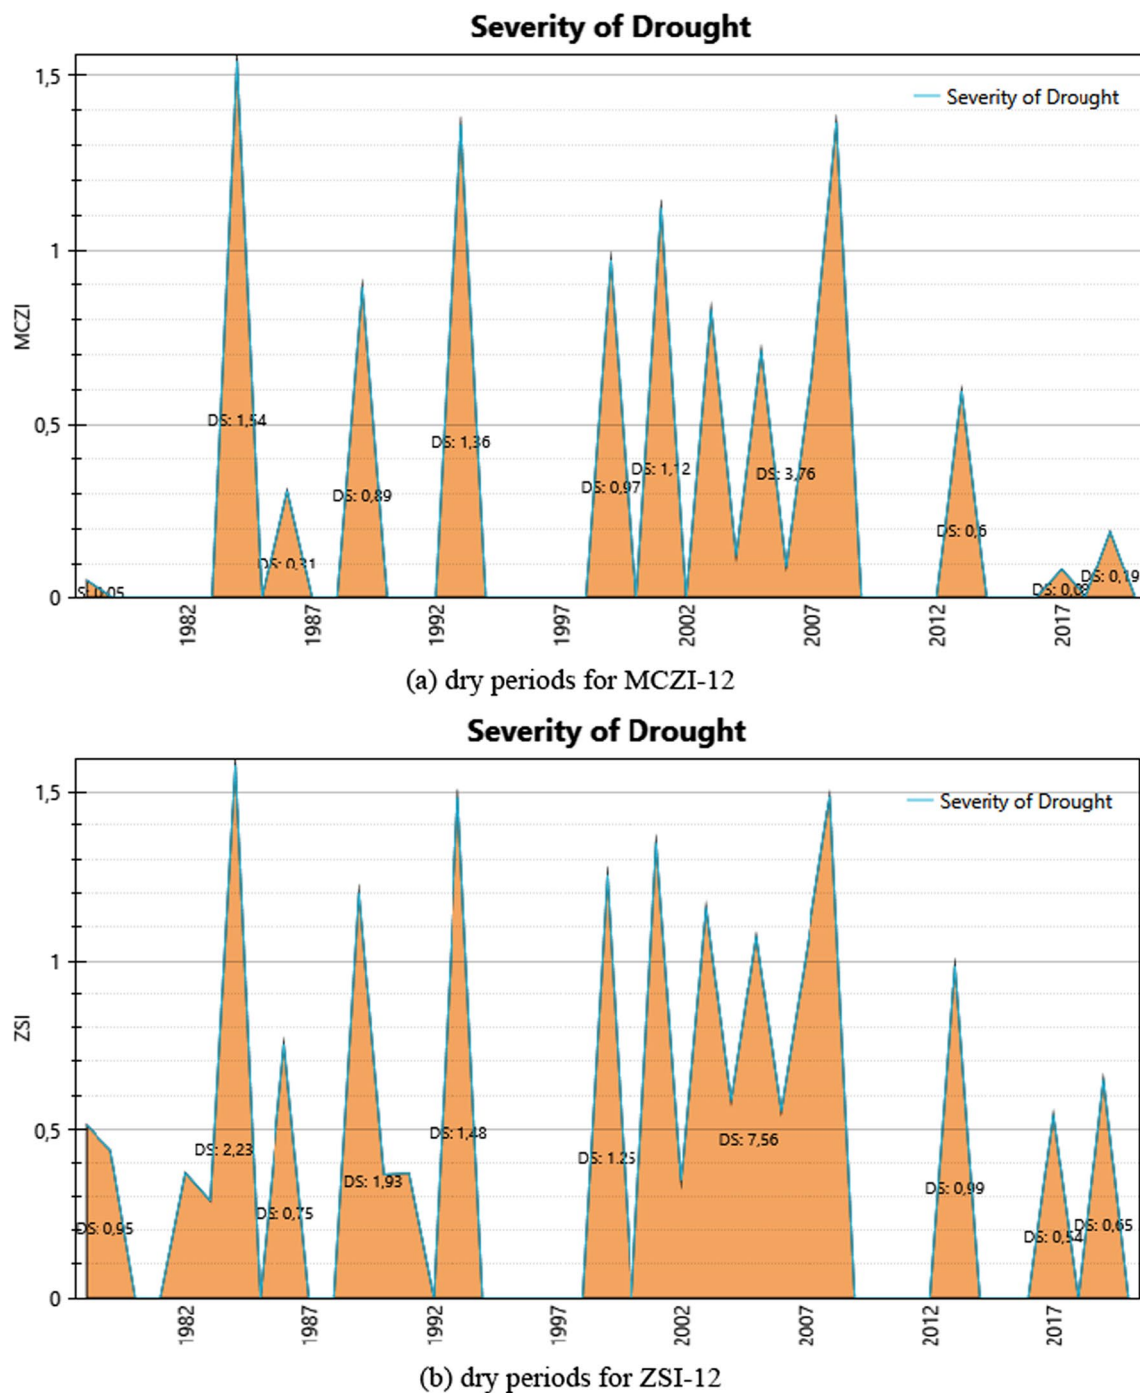 Severity of Drought
1,5
Severity of Drought
1
MCZI
DS: 1,54
DS: 1,36
0,5
DS: 1,12
DS: 3,76
DS: 0,89
DS: 0,97
DS: 0,6
DS: 0,31
DS: 0,19
S: 0,05
DS: 0,08
0
1982
1987
1992
1997
2002
2007
2012
2017
(a) dry periods for MCZI-12
Severity of Drought
1,5
Severity of Drought
1
ZSI
0,5
DS: 1,48
DS: 7,56
DS: 2,23
DS: 1.25
DS: 1,93
DS: 0,99
DS: 0,75
DS: 0,95
DS: 0,54
DS: 0,65
0
1982
1987
1992
1997
2002
2007
2012
2017
(b) dry periods for ZSI-12